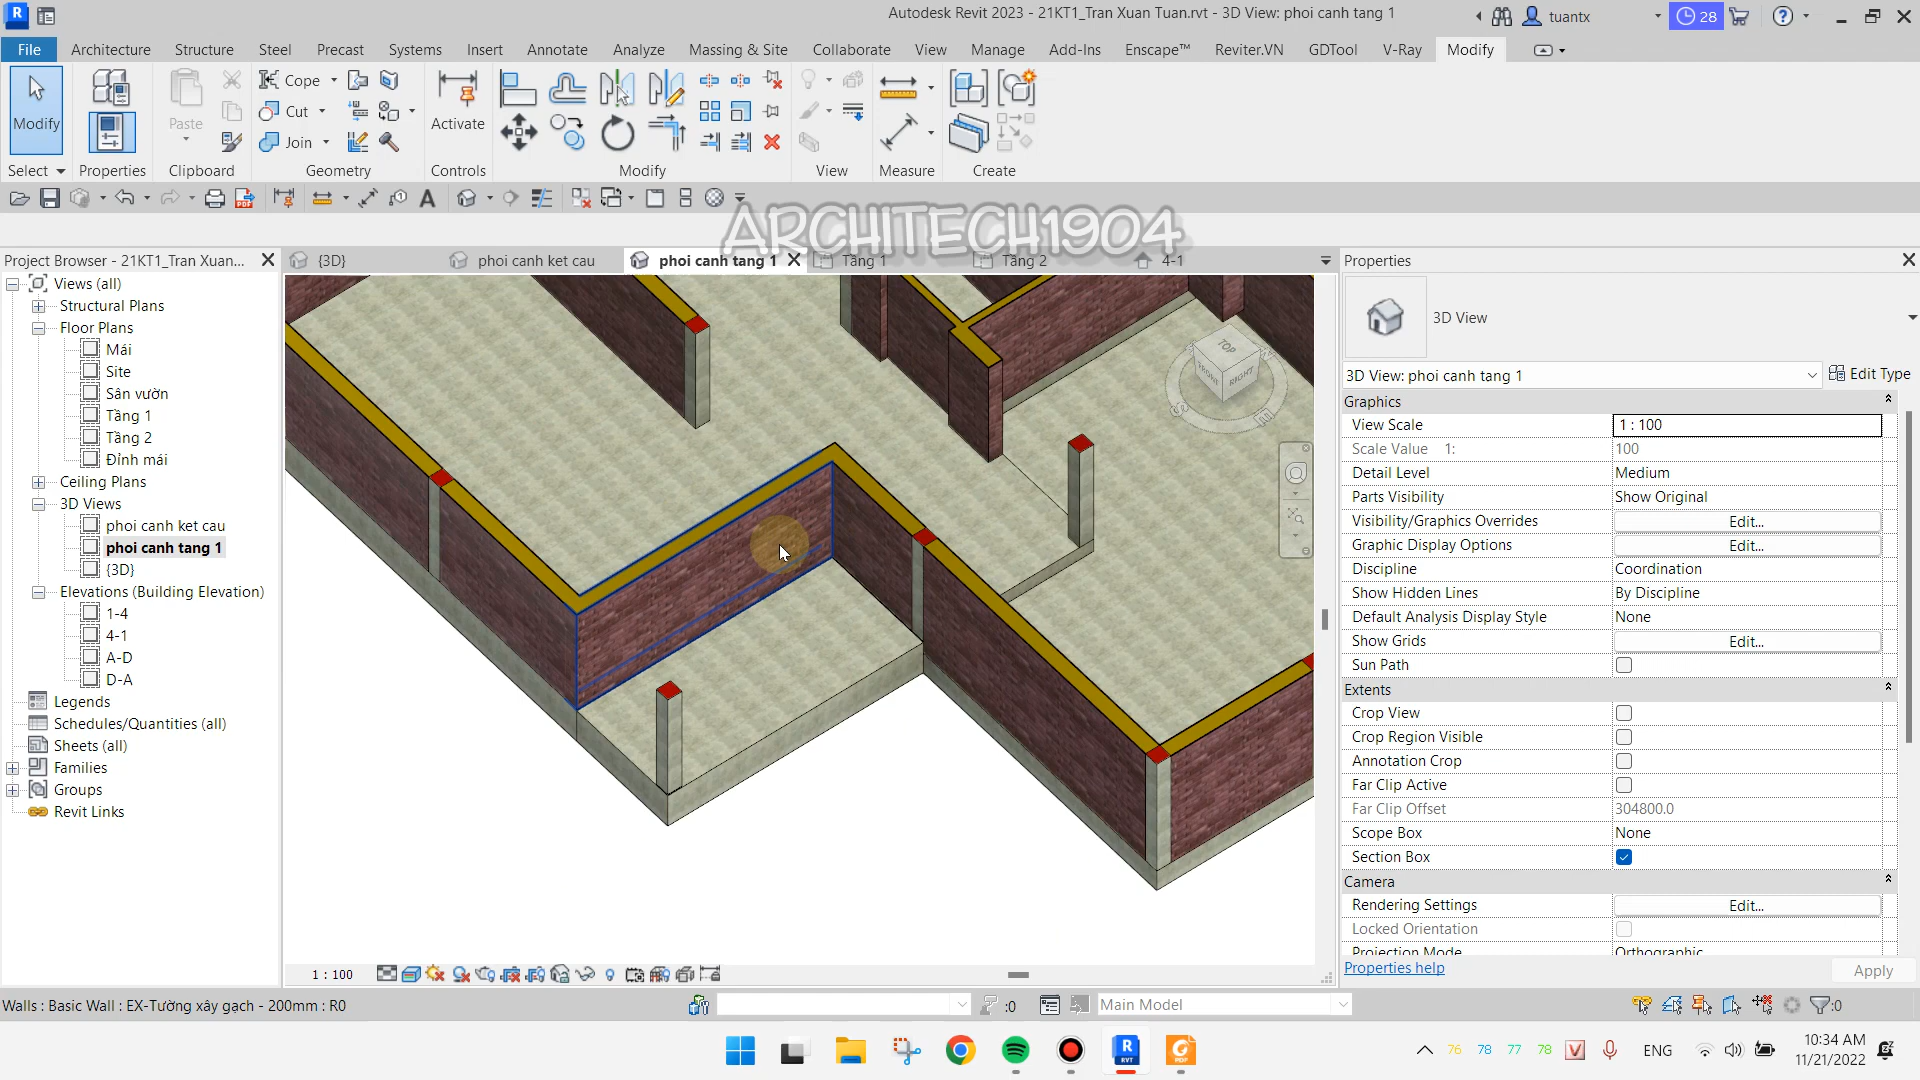 Autodesk Revit 2023 - 21KT1_Tran Xuan Tuan.rvt - 3D View: phoi canh tang 1
tuantx
28
File Architecture Structure Steel Precast Systems Insert Annotate Analyze Massing & Site Collaborate View Manage Add-Ins Enscape™ Reviter.VN GDTool V-Ray Modify
Modify
Paste
Cope
Cut
Join
Activate
Select Properties Clipboard Geometry Controls Modify View Measure Create
ARCHITECH1904
Project Browser - 21KT1_Tran Xuan...
{3D} phoi canh ket cau phoi canh tang 1 Tầng 1 Tầng 2 4-1
Properties
Views (all)
Structural Plans
Floor Plans
Mái
Site
Sân vườn
Tầng 1
Tầng 2
Đỉnh mái
Ceiling Plans
3D Views
phoi canh ket cau
phoi canh tang 1
{3D}
Elevations (Building Elevation)
1-4
4-1
A-D
D-A
Legends
Schedules/Quantities (all)
Sheets (all)
Families
Groups
Revit Links
TOP
FRONT
RIGHT
3D View
3D View: phoi canh tang 1 Edit Type
Graphics
View Scale 1 : 100
Scale Value 1: 100
Detail Level Medium
Parts Visibility Show Original
Visibility/Graphics Overrides Edit...
Graphic Display Options Edit...
Discipline Coordination
Show Hidden Lines By Discipline
Default Analysis Display Style None
Show Grids Edit...
Sun Path
Extents
Crop View
Crop Region Visible
Annotation Crop
Far Clip Active
Far Clip Offset 304800.0
Scope Box None
Section Box
Camera
Rendering Settings Edit...
Locked Orientation
Projection Mode Orthographic
Properties help Apply
1 : 100
Walls : Basic Wall : EX-Tường xây gạch - 200mm : R0
:0
Main Model
:0
76 78 77 78
ENG
10:34 AM
11/21/2022